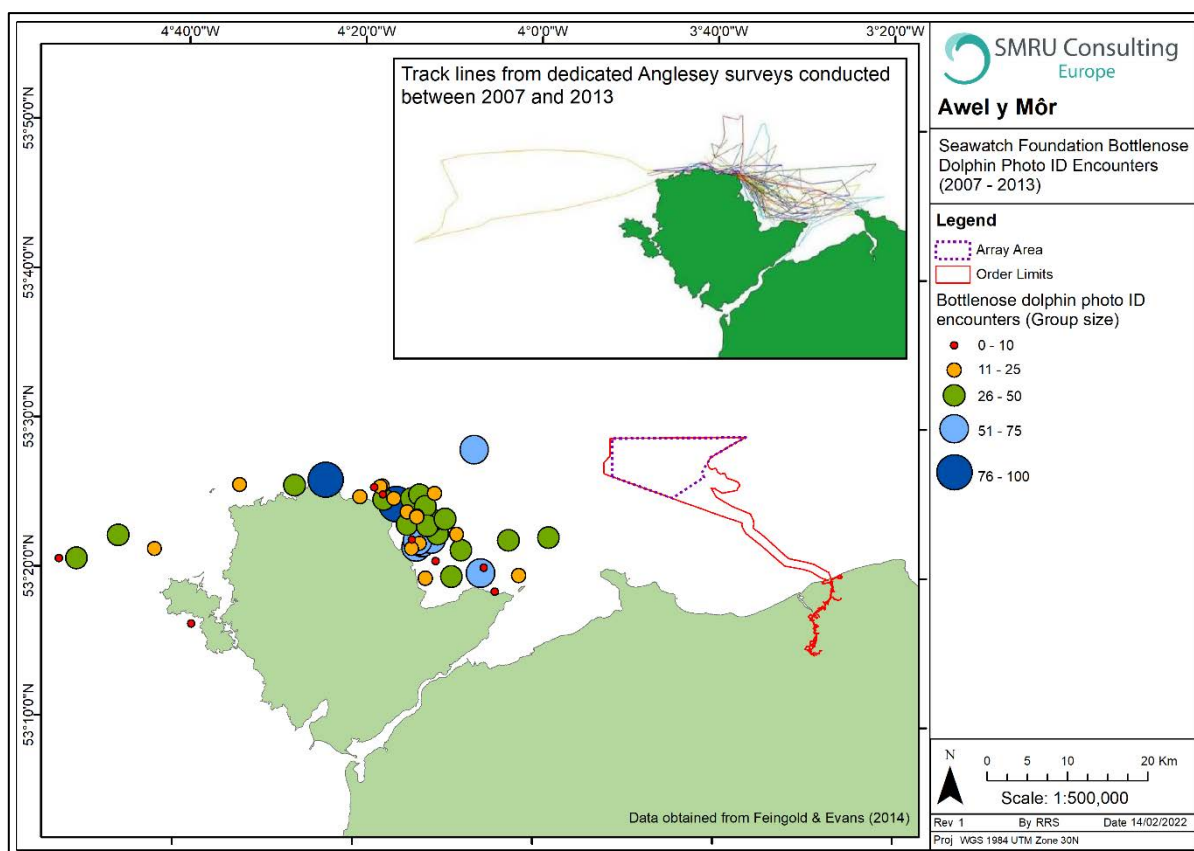 4°40'0"W 4°20'0"W 4°0'0"W 3°40'0"W 3°20'0"W
53°50'0"N
53°40'0"N
53°30'0"N
53°20'0"N
53°10'0"N
Track lines from dedicated Anglesey surveys conducted
between 2007 and 2013
Data obtained from Feingold & Evans (2014)
SMRU Consulting
Europe
Awel y Môr
Seawatch Foundation Bottlenose
Dolphin Photo ID Encounters
(2007 - 2013)
Legend
Array Area
Order Limits
Bottlenose dolphin photo ID
encounters (Group size)
0 - 10
11 - 25
26 - 50
51 - 75
76 - 100
N
0 5 10 20 Km
Scale: 1:500,000
Rev 1 By RRS Date 14/02/2022
Proj WGS 1984 UTM Zone 30N